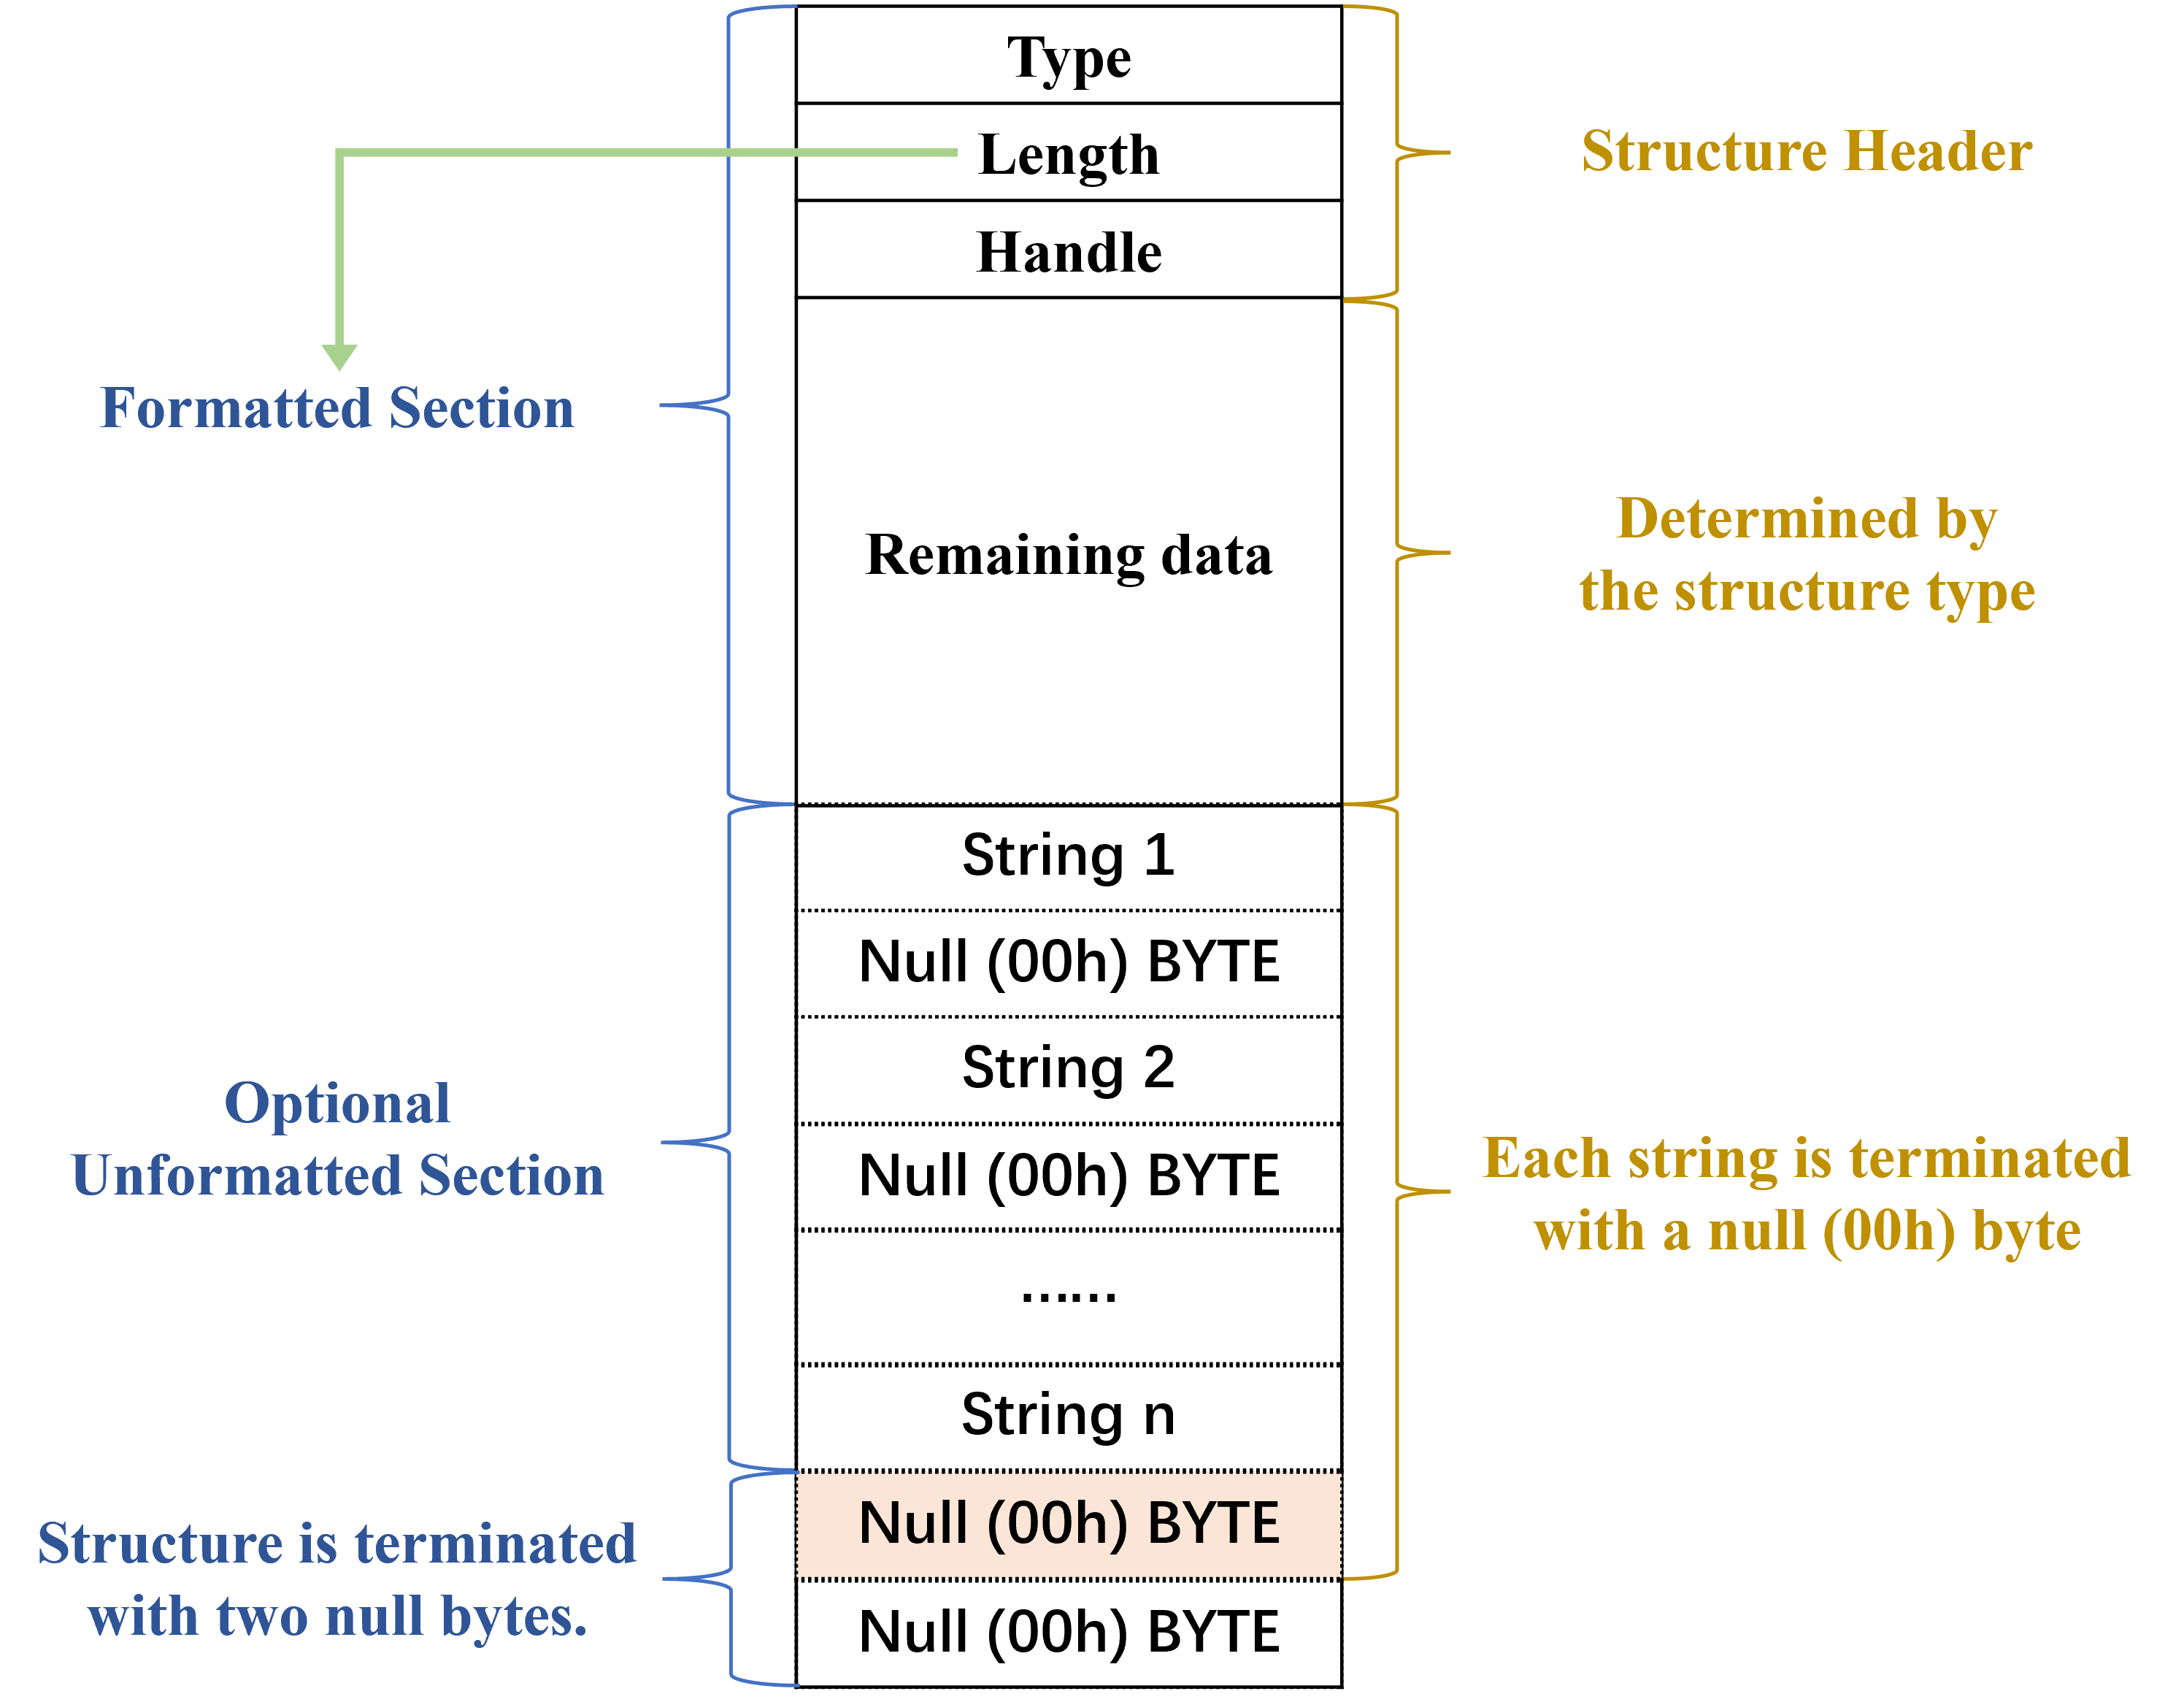 Type
Length
Handle
Structure Header
Formatted Section
Remaining data
Determined by
the structure type
String 1
Null (00h) BYTE
String 2
Null (00h) BYTE
......
String n
Null (00h) BYTE
Null (00h) BYTE
Optional
Unformatted Section
Each string is terminated
with a null (00h) byte
Structure is terminated
with two null bytes.